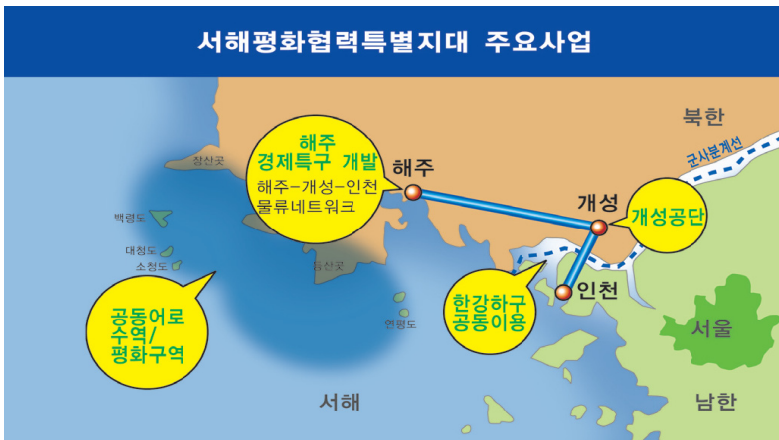 서해평화협력특별지대 주요사업
북한
군사분계선
장산곶
해주
경제특구 개발
해주-개성-인천
물류네트워크
해주
개성
개성공단
백령도
대청도
소청도
등산곶
공동어로
수역/
평화구역
연평도
한강하구
공동이용
인천
서울
서해
남한